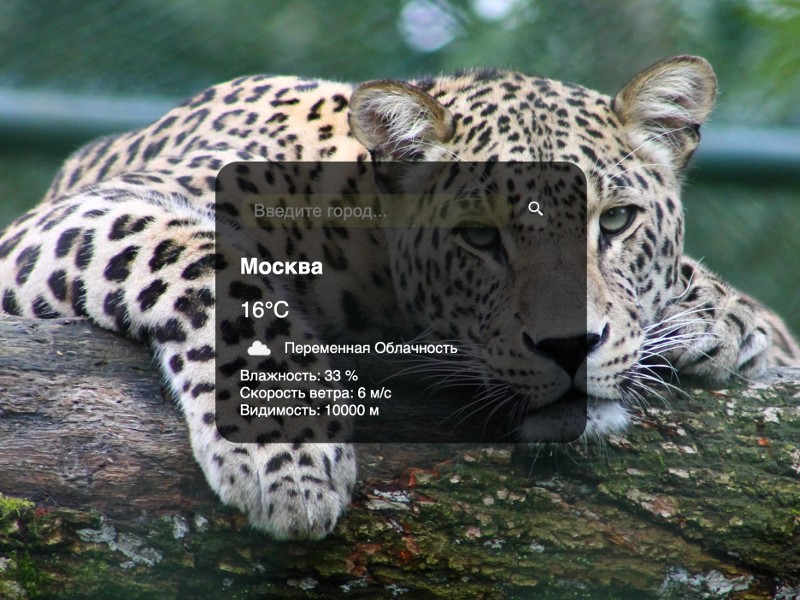 Введите город...
Москва
16°C
Переменная Облачность
Влажность: 33 %
Скорость ветра: 6 м/с
Видимость: 10000 м